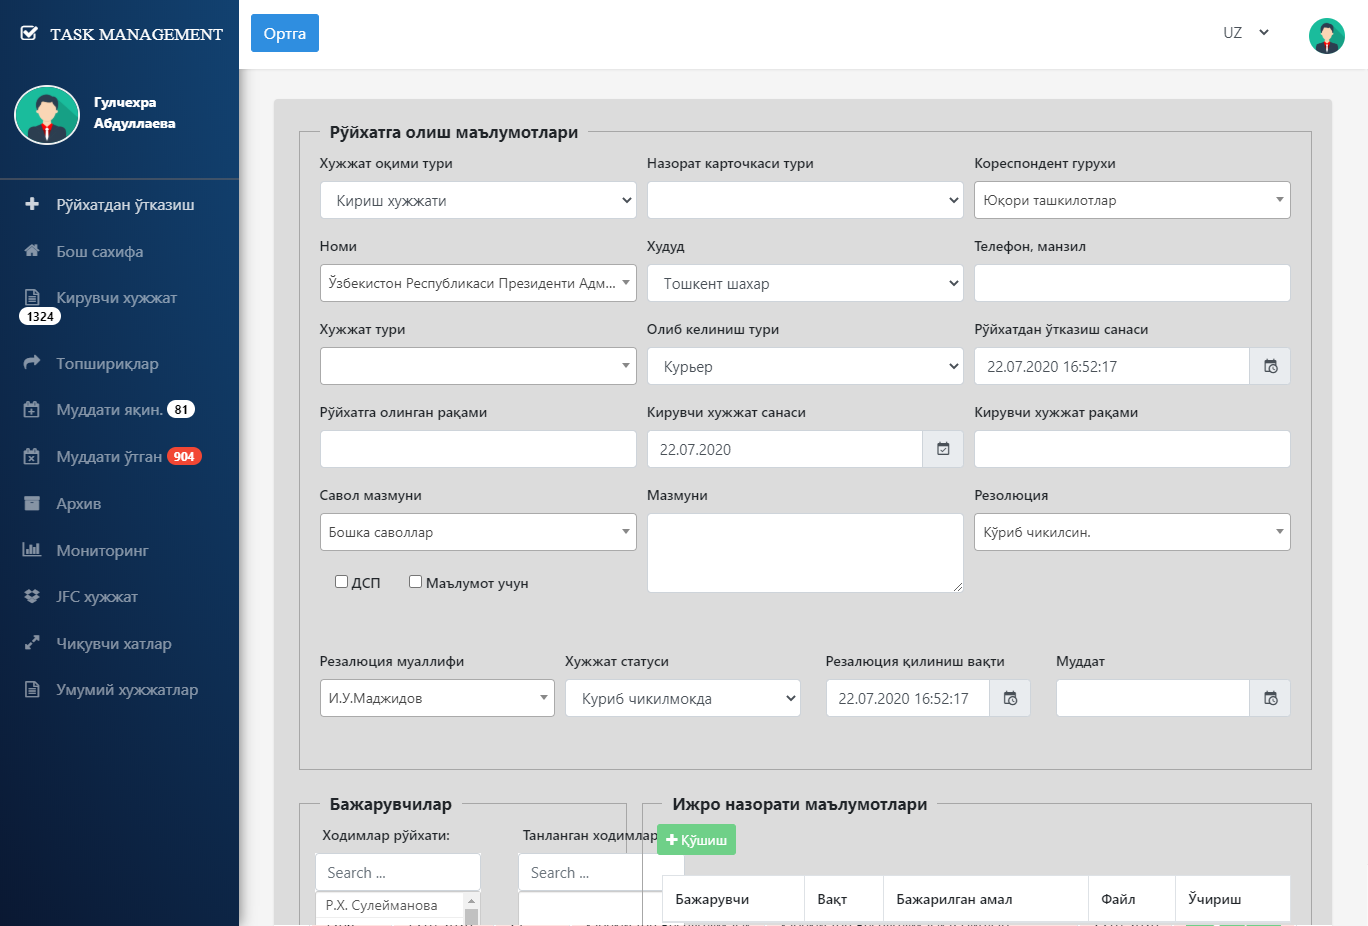 TASK MANAGEMENT
Ортга
UZ
Гулчехра
Абдуллаева
Рўйхатдан ўтказиш
Бош сахифа
Кирувчи хужжат
1324
Топшириқлар
Муддати яқин. 81
Муддати ўтган 904
Архив
Мониторинг
JFC хужжат
Чиқувчи хатлар
Умумий хужжатлар
Рўйхатга олиш маълумотлари
Хужжат оқими тури Назорат карточкаси тури Кореспондент гурухи
Кириш хужжати Юқори ташкилотлар
Номи Худуд Телефон, манзил
Ўзбекистон Республикаси Президенти Адм... Тошкент шахар
Хужжат тури Олиб келиниш тури Рўйхатдан ўтказиш санаси
Курьер 22.07.2020 16:52:17
Рўйхатга олинган рақами Кирувчи хужжат санаси Кирувчи хужжат рақами
22.07.2020
Савол мазмуни Мазмуни Резолюция
Бошка саволлар Кўриб чикилсин.
ДСП Маълумот учун
Резалюция муаллифи Хужжат статуси Резалюция қилиниш вақти Муддат
И.У.Маджидов Куриб чикилмокда 22.07.2020 16:52:17
Бажарувчилар Ижро назорати маълумотлари
Ходимлар рўйхати: Танланган ходимлар
Қўшиш
Search ... Search ...
Бажарувчи Вақт Бажарилган амал Файл Ўчириш
Р.Х. Сулейманова